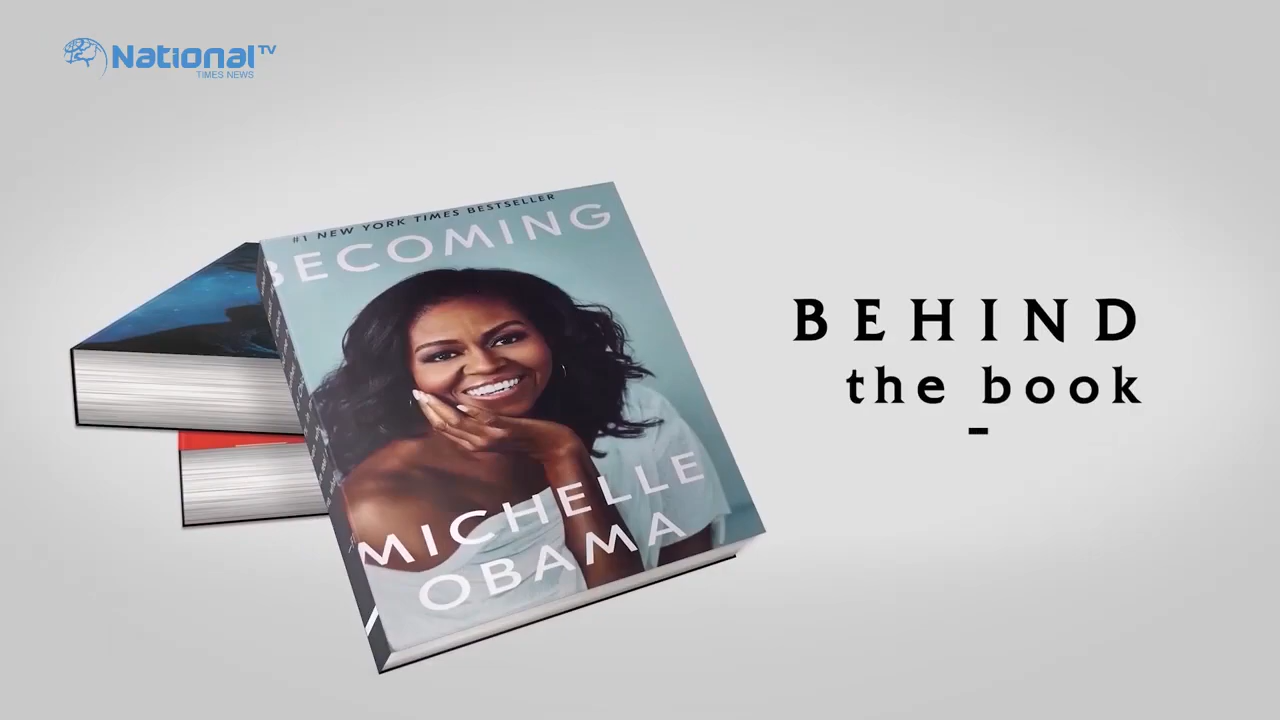 National TV
TIMES NEWS
#1 NEW YORK TIMES BESTSELLER
BECOMING
MICHELLE
OBAMA
BEHIND
the book